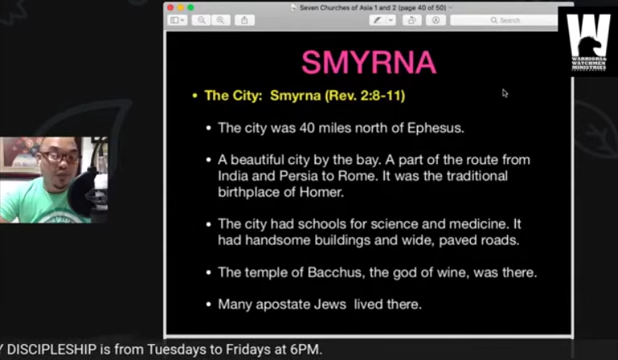 Seven Churches of Asia 1 and 2 (page 40 of 50)
Search
W
WARRIORS & WATCHMEN
MINISTRIES
SMYRNA
• The City: Smyrna (Rev. 2:8-11)
• The city was 40 miles north of Ephesus.
• A beautiful city by the bay. A part of the route from
India and Persia to Rome. It was the traditional
birthplace of Homer.
• The city had schools for science and medicine. It
had handsome buildings and wide, paved roads.
• The temple of Bacchus, the god of wine, was there.
• Many apostate Jews lived there.
Y DISCIPLESHIP is from Tuesdays to Fridays at 6PM.